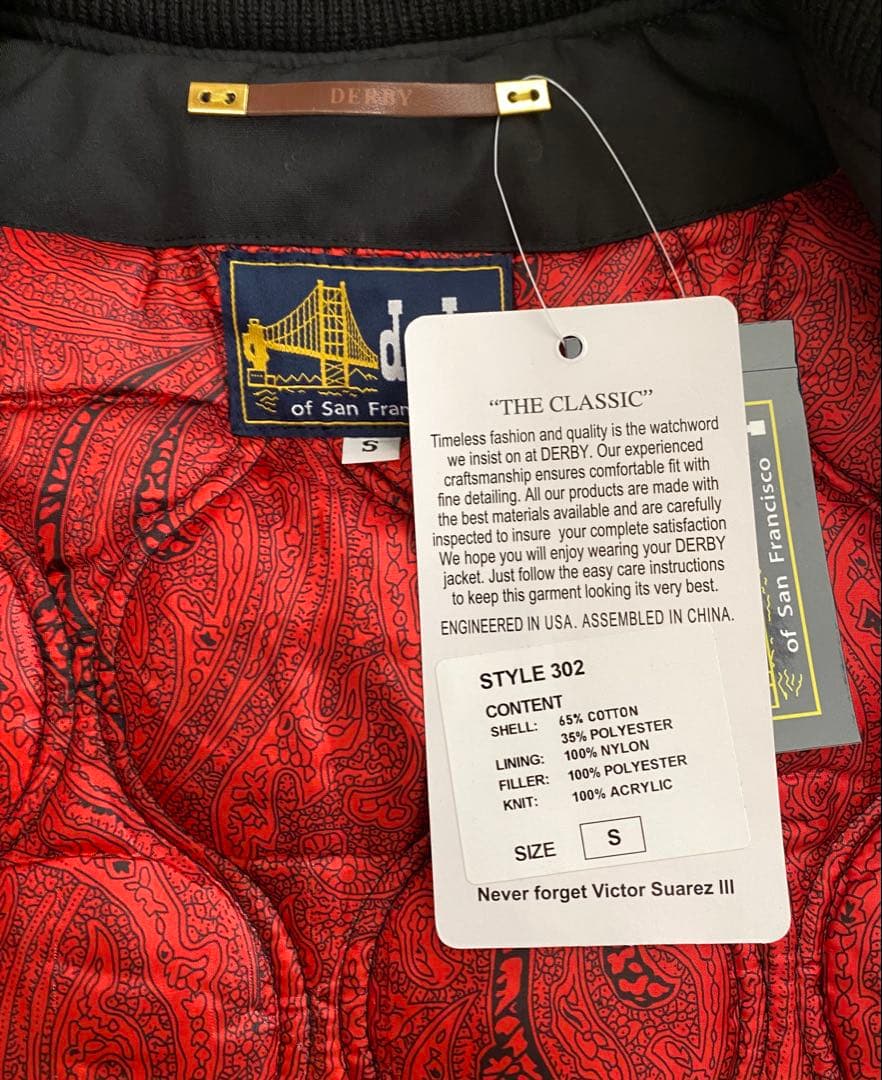 DERBY
d
of San Fran
S
“THE CLASSIC”
Timeless fashion and quality is the watchword
we insist on at DERBY. Our experienced
craftsmanship ensures comfortable fit with
fine detailing. All our products are made with
the best materials available and are carefully
inspected to insure your complete satisfaction
We hope you will enjoy wearing your DERBY
jacket. Just follow the easy care instructions
to keep this garment looking its very best.
ENGINEERED IN USA. ASSEMBLED IN CHINA.
STYLE 302
CONTENT
SHELL: 65% COTTON
35% POLYESTER
LINING: 100% NYLON
FILLER: 100% POLYESTER
KNIT: 100% ACRYLIC
SIZE S
Never forget Victor Suarez III
of San Francisco